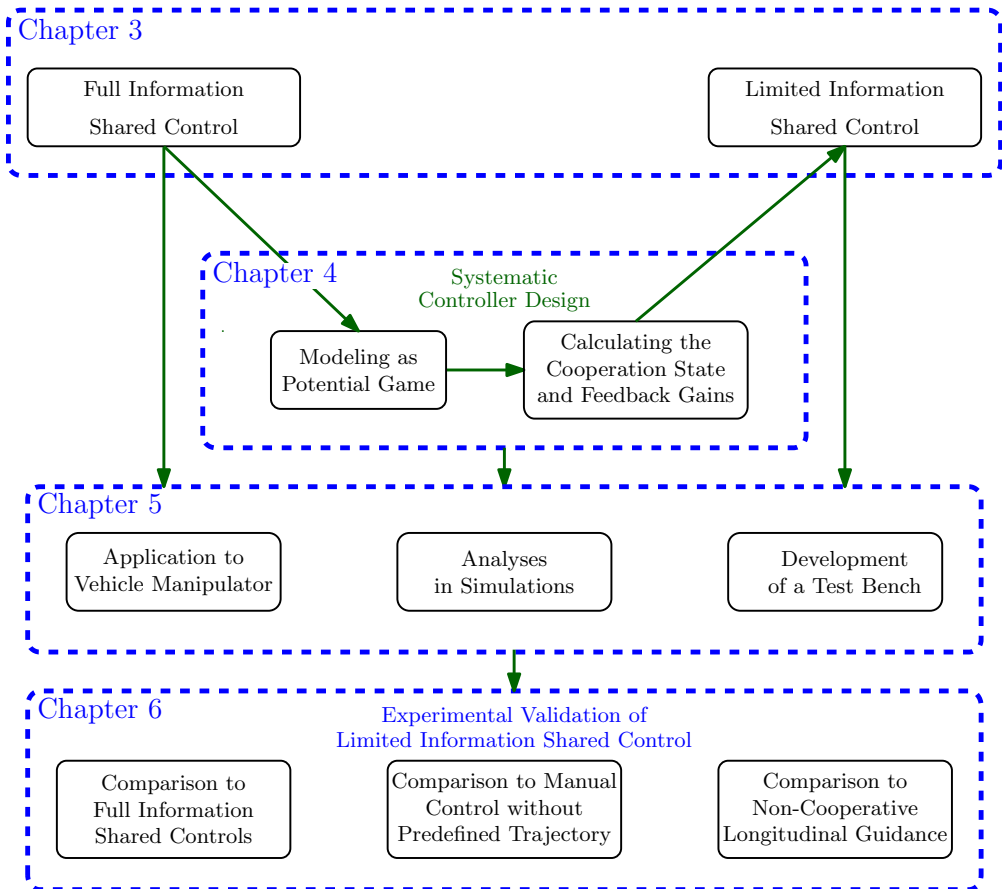 Chapter 3
Full Information
Shared Control
Limited Information
Shared Control
Chapter 4
Systematic
Controller Design
Modeling as
Potential Game
Calculating the
Cooperation State
and Feedback Gains
Chapter 5
Application to
Vehicle Manipulator
Analyses
in Simulations
Development
of a Test Bench
Chapter 6
Experimental Validation of
Limited Information Shared Control
Comparison to
Full Information
Shared Controls
Comparison to Manual
Control without
Predefined Trajectory
Comparison to
Non-Cooperative
Longitudinal Guidance